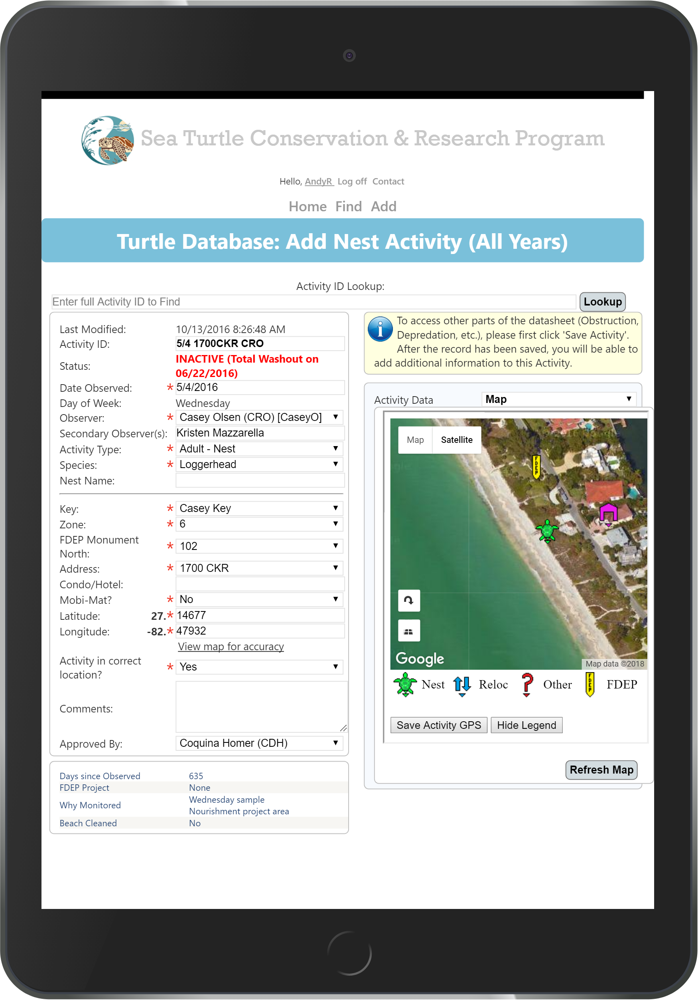 Sea Turtle Conservation & Research Program
Hello, AndyR Log off Contact
Home Find Add
Turtle Database: Add Nest Activity (All Years)
Activity ID Lookup:
Enter full Activity ID to Find
Lookup
Last Modified: 10/13/2016 8:26:48 AM
Activity ID: 5/4 1700CKR CRO
Status: INACTIVE (Total Washout on
06/22/2016)
Date Observed: * 5/4/2016
Day of Week: Wednesday
Observer: * Casey Olsen (CRO) [CaseyO]
Secondary Observer(s): Kristen Mazzarella
Activity Type: * Adult - Nest
Species: * Loggerhead
Nest Name:
Key: * Casey Key
Zone: * 6
FDEP Monument
North: * 102
Address: * 1700 CKR
Condo/Hotel:
Mobi-Mat? * No
Latitude: 27.* 14677
Longitude: -82.* 47932
View map for accuracy
Activity in correct
location? * Yes
Comments:
Approved By: Coquina Homer (CDH)
Days since Observed 635
FDEP Project None
Why Monitored Wednesday sample
Nourishment project area
Beach Cleaned No
To access other parts of the datasheet (Obstruction,
Depredation, etc.), please first click 'Save Activity'.
After the record has been saved, you will be able to
add additional information to this Activity.
Activity Data Map
Map Satellite
FDEP
Google
Map data ©2018
Nest Reloc Other FDEP FDEP
Save Activity GPS Hide Legend
Refresh Map